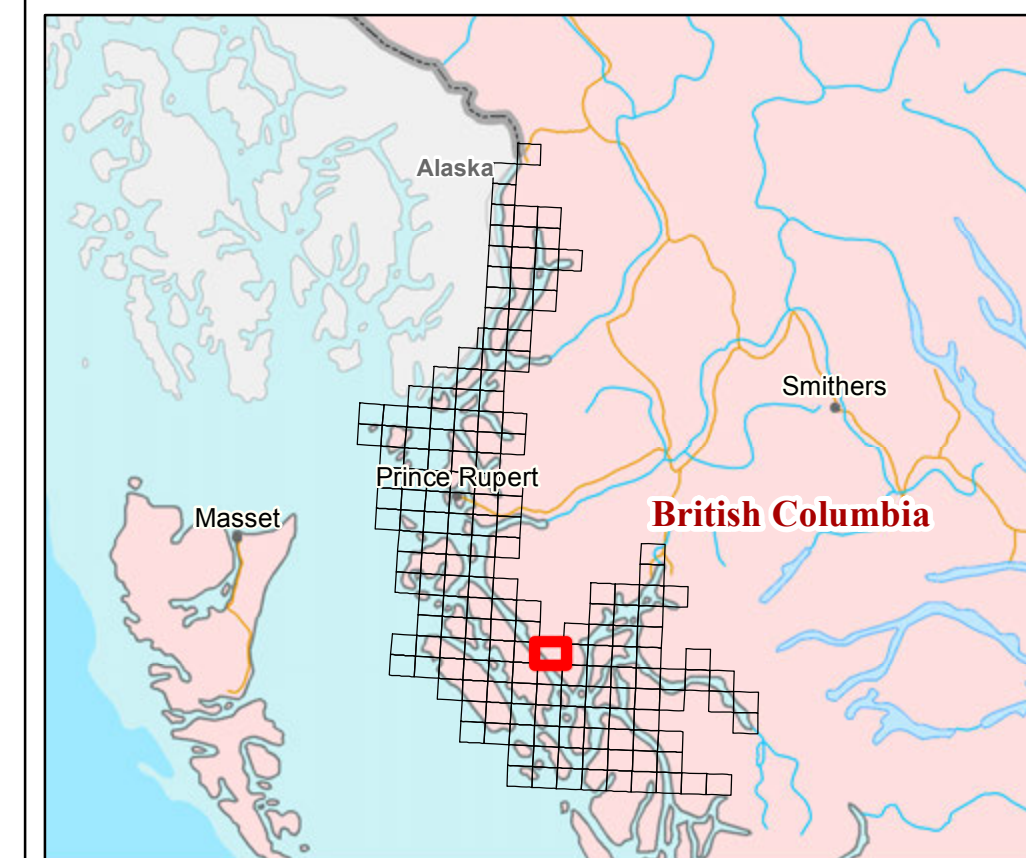 Alaska
Smithers
Prince Rupert
Masset
British Columbia